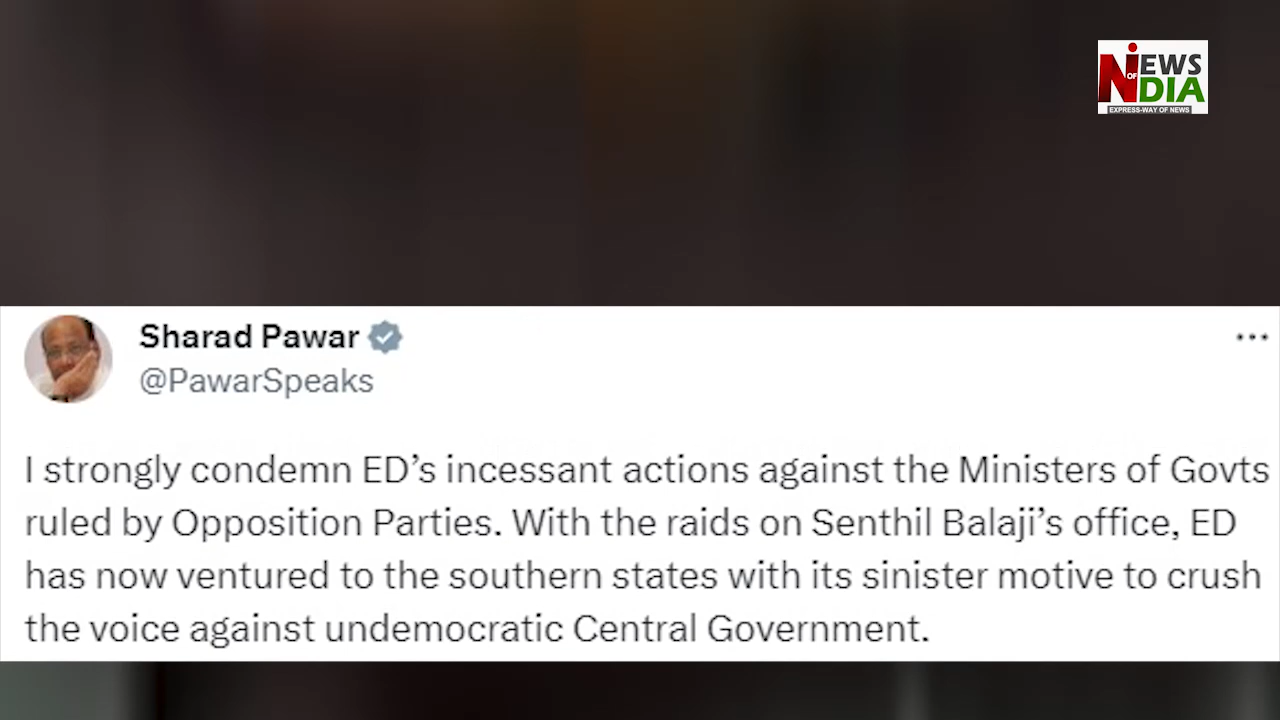 NEWS
OF
INDIA
EXPRESS-WAY OF NEWS
Sharad Pawar
@PawarSpeaks
I strongly condemn ED’s incessant actions against the Ministers of Govts
ruled by Opposition Parties. With the raids on Senthil Balaji’s office, ED
has now ventured to the southern states with its sinister motive to crush
the voice against undemocratic Central Government.